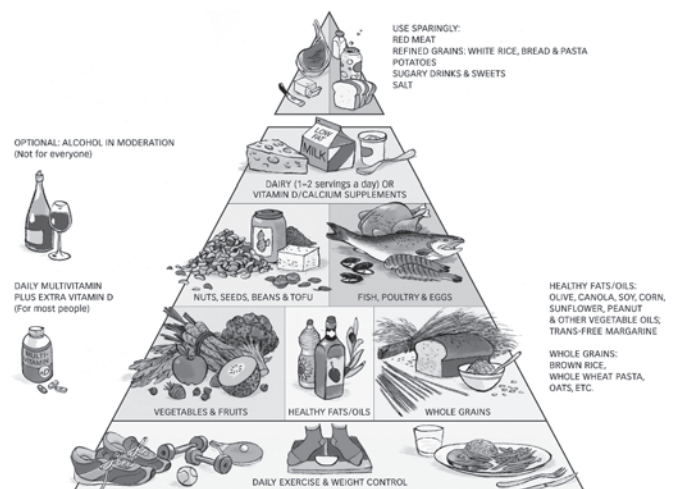 USE SPARINGLY:
RED MEAT
REFINED GRAINS: WHITE RICE, BREAD & PASTA
POTATOES
SUGARY DRINKS & SWEETS
SALT
OPTIONAL: ALCOHOL IN MODERATION
(Not for everyone)
LOW
FAT
MILK
DAIRY (1–2 servings a day) OR
VITAMIN D/CALCIUM SUPPLEMENTS
DAILY MULTIVITAMIN
PLUS EXTRA VITAMIN D
(For most people)
MULTI
VITAMIN
NUTS, SEEDS, BEANS & TOFU
FISH, POULTRY & EGGS
HEALTHY FATS/OILS:
OLIVE, CANOLA, SOY, CORN,
SUNFLOWER, PEANUT
& OTHER VEGETABLE OILS;
TRANS-FREE MARGARINE
WHOLE GRAINS:
BROWN RICE,
WHOLE WHEAT PASTA,
OATS, ETC.
VEGETABLES & FRUITS
HEALTHY FATS/OILS
WHOLE GRAINS
DAILY EXERCISE & WEIGHT CONTROL